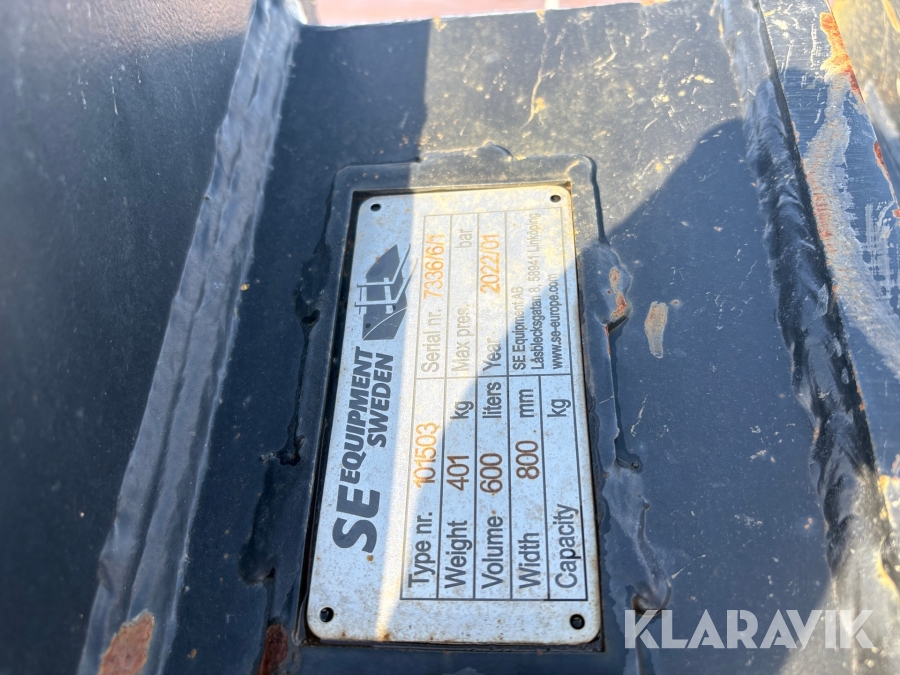 SE EQUIPMENT SWEDEN
Type nr. 101503 Serial nr. 7336/6/1
Weight 401 kg Max pres. bar
Volume 600 liters Year 2022/01
Width 800 mm SE Equipment AB
Låsblecksgatan 8, 58941 Linköping
Capacity kg www.se-europe.com
KLARAVIK